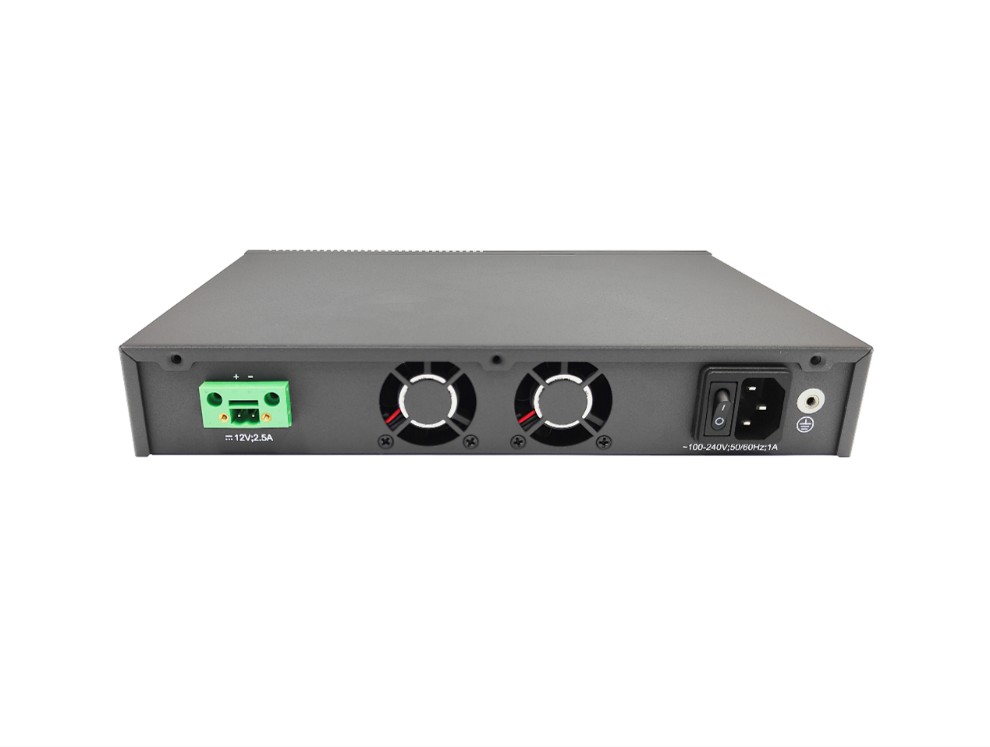 + −
⎓ 12V;2.5A
I
O
~100-240V;50/60Hz;1A